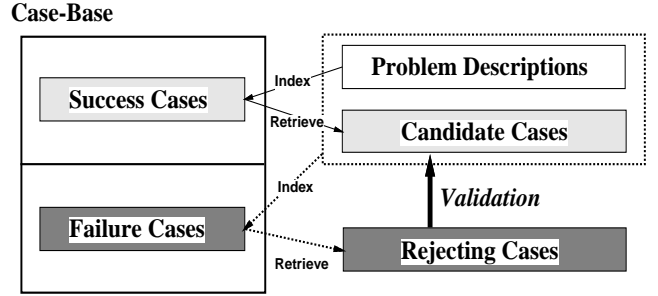 Case-Base
Problem Descriptions
Index
Success Cases
Retrieve
Candidate Cases
Index
Validation
Failure Cases
Retrieve
Rejecting Cases